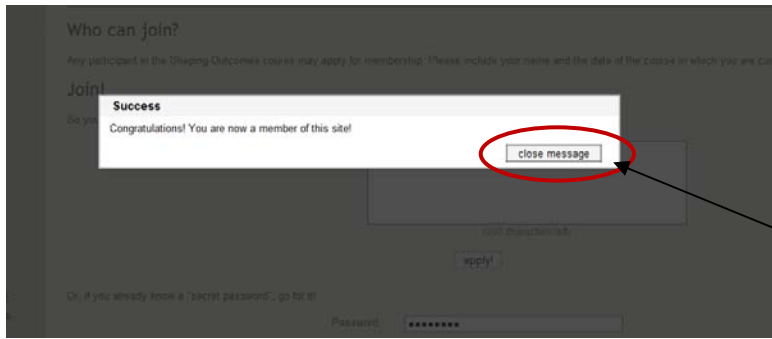 Who can join?
Any participant in the Shaping Outcomes course may apply for membership. Please include your name and the date of the course in which you are
Join!
So you
Success
Congratulations! You are now a member of this site!
close message
apply!
Or, if you already know a "secret password", go for it!
Password